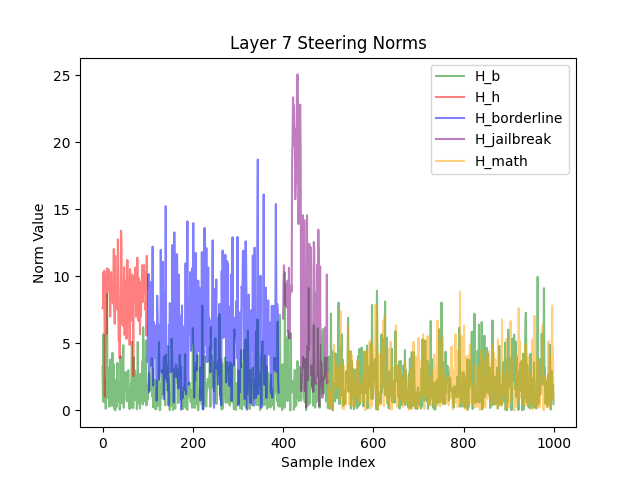 Layer 7 Steering Norms
Norm Value
25
20
15
10
5
0
H_b
H_h
H_borderline
H_jailbreak
H_math
0 200 400 600 800 1000
Sample Index